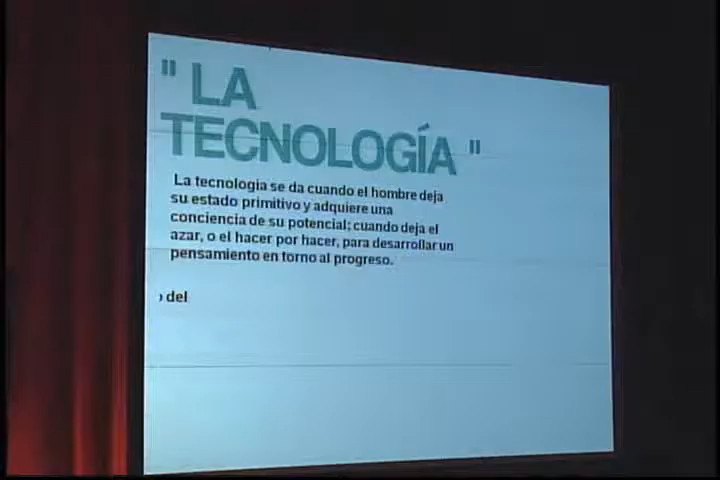 " LA
TECNOLOGÍA "
La tecnologia se da cuando el hombre deja
su estado primitivo y adquiere una
conciencia de su potencial; cuando deja el
azar, o el hacer por hacer, para desarrollar un
pensamiento en torno al progreso.
del